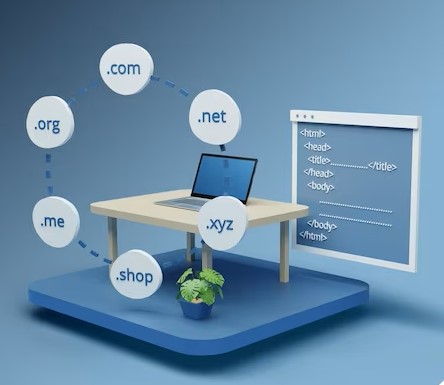 .com
.org
.net
.me
.xyz
.shop
<html>
<head>
<title>...............</title>
</head>
<body>
..............................
..............................
</body>
</html>